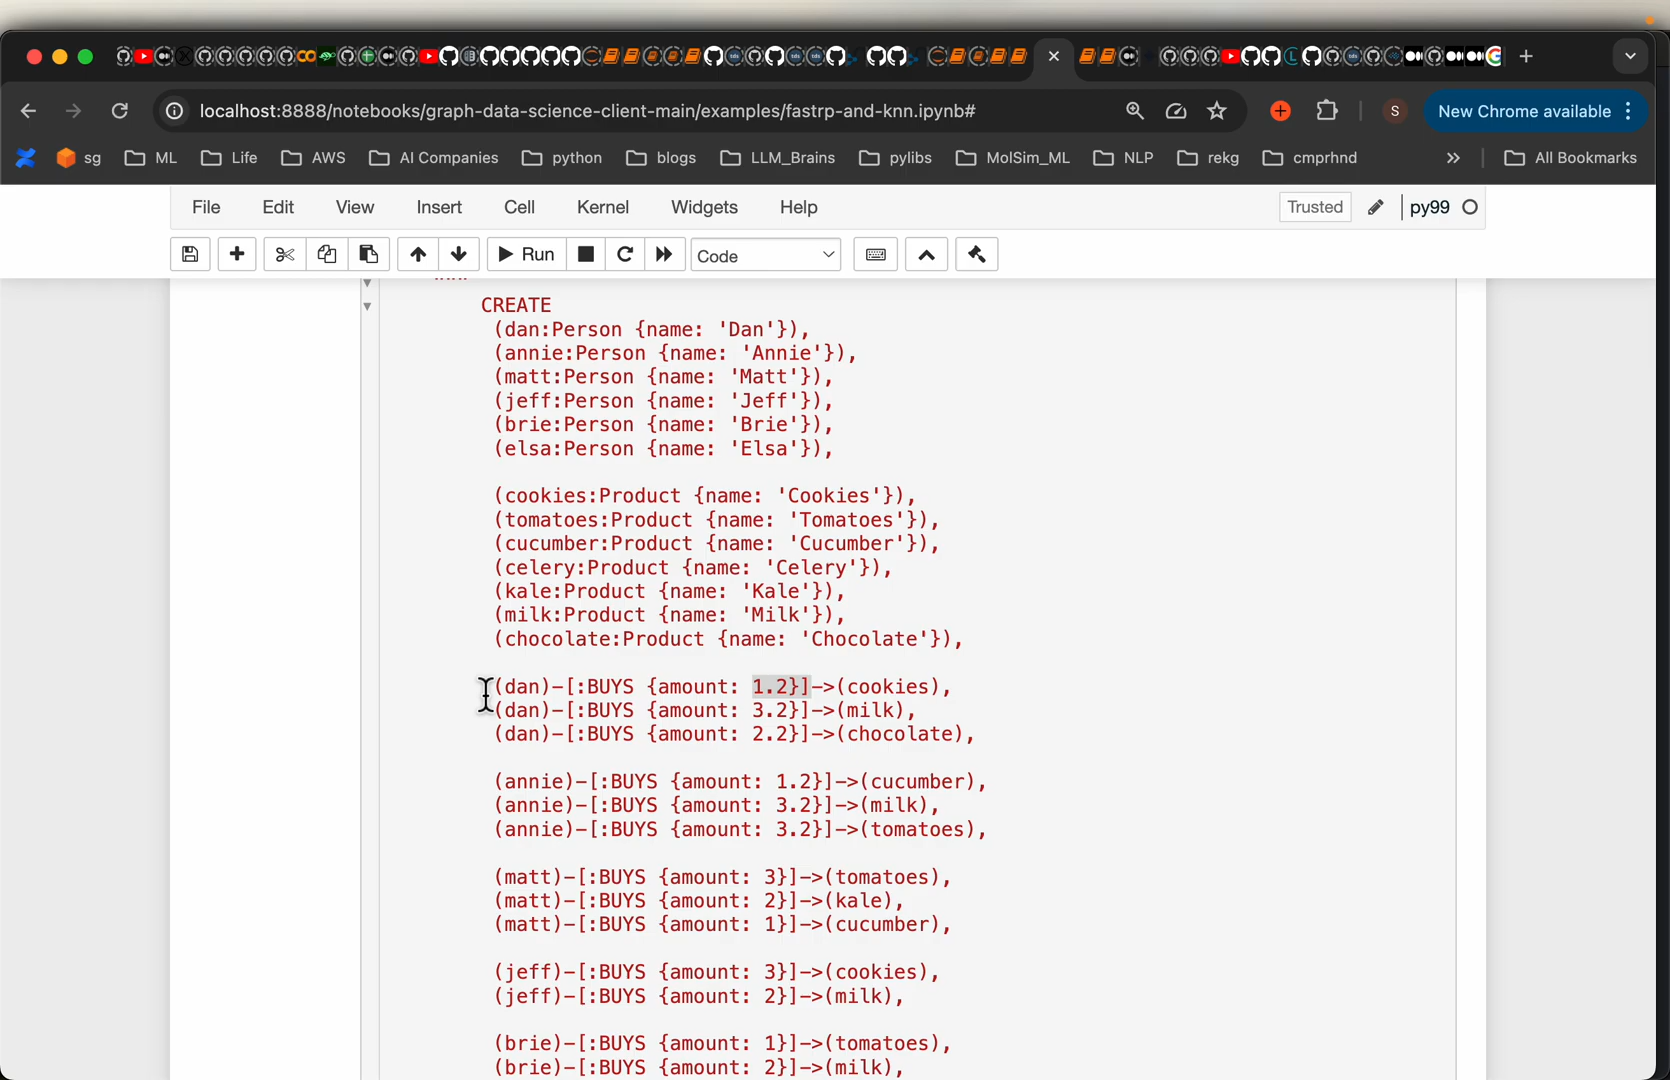 localhost:8888/notebooks/graph-data-science-client-main/examples/fastrp-and-knn.ipynb#
S
New Chrome available
sg
ML
Life
AWS
AI Companies
python
blogs
LLM_Brains
pylibs
MolSim_ML
NLP
rekg
cmprhnd
All Bookmarks
File Edit View Insert Cell Kernel Widgets Help
Trusted
py99
Run
Code
CREATE
(dan:Person {name: 'Dan'}),
(annie:Person {name: 'Annie'}),
(matt:Person {name: 'Matt'}),
(jeff:Person {name: 'Jeff'}),
(brie:Person {name: 'Brie'}),
(elsa:Person {name: 'Elsa'}),
(cookies:Product {name: 'Cookies'}),
(tomatoes:Product {name: 'Tomatoes'}),
(cucumber:Product {name: 'Cucumber'}),
(celery:Product {name: 'Celery'}),
(kale:Product {name: 'Kale'}),
(milk:Product {name: 'Milk'}),
(chocolate:Product {name: 'Chocolate'}),
(dan)-[:BUYS {amount: 1.2}]->(cookies),
(dan)-[:BUYS {amount: 3.2}]->(milk),
(dan)-[:BUYS {amount: 2.2}]->(chocolate),
(annie)-[:BUYS {amount: 1.2}]->(cucumber),
(annie)-[:BUYS {amount: 3.2}]->(milk),
(annie)-[:BUYS {amount: 3.2}]->(tomatoes),
(matt)-[:BUYS {amount: 3}]->(tomatoes),
(matt)-[:BUYS {amount: 2}]->(kale),
(matt)-[:BUYS {amount: 1}]->(cucumber),
(jeff)-[:BUYS {amount: 3}]->(cookies),
(jeff)-[:BUYS {amount: 2}]->(milk),
(brie)-[:BUYS {amount: 1}]->(tomatoes),
(brie)-[:BUYS {amount: 2}]->(milk),